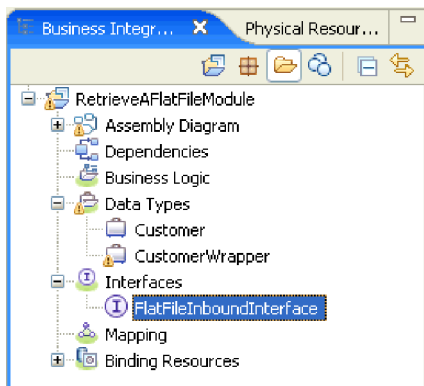 Business Integr... Physical Resour...
RetrieveAFlatFileModule
Assembly Diagram
Dependencies
Business Logic
Data Types
Customer
CustomerWrapper
Interfaces
FlatFileInboundInterface
Mapping
Binding Resources